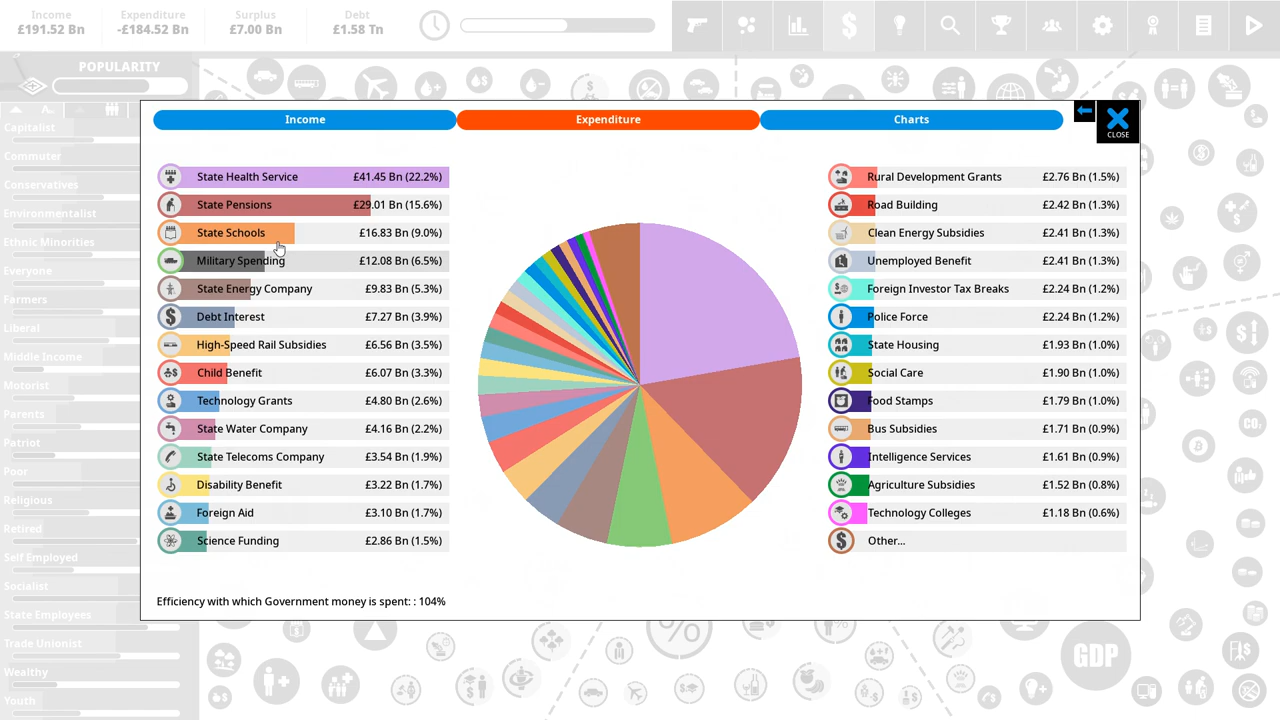 Income
£191.52 Bn
Expenditure
-£184.52 Bn
Surplus
£7.00 Bn
Debt
£1.58 Tn
POPULARITY
A..
Capitalist
Commuter
Conservatives
Environmentalist
Ethnic Minorities
Everyone
Farmers
Liberal
Middle Income
Motorist
Parents
Patriot
Poor
Religious
Retired
Self Employed
Socialist
State Employees
Trade Unionist
Wealthy
Youth
Income
Expenditure
Charts
CLOSE
State Health Service £41.45 Bn (22.2%)
State Pensions £29.01 Bn (15.6%)
State Schools £16.83 Bn (9.0%)
Military Spending £12.08 Bn (6.5%)
State Energy Company £9.83 Bn (5.3%)
Debt Interest £7.27 Bn (3.9%)
High-Speed Rail Subsidies £6.56 Bn (3.5%)
Child Benefit £6.07 Bn (3.3%)
Technology Grants £4.80 Bn (2.6%)
State Water Company £4.16 Bn (2.2%)
State Telecoms Company £3.54 Bn (1.9%)
Disability Benefit £3.22 Bn (1.7%)
Foreign Aid £3.10 Bn (1.7%)
Science Funding £2.86 Bn (1.5%)
Rural Development Grants £2.76 Bn (1.5%)
Road Building £2.42 Bn (1.3%)
Clean Energy Subsidies £2.41 Bn (1.3%)
Unemployed Benefit £2.41 Bn (1.3%)
Foreign Investor Tax Breaks £2.24 Bn (1.2%)
Police Force £2.24 Bn (1.2%)
State Housing £1.93 Bn (1.0%)
Social Care £1.90 Bn (1.0%)
Food Stamps £1.79 Bn (1.0%)
Bus Subsidies £1.71 Bn (0.9%)
Intelligence Services £1.61 Bn (0.9%)
Agriculture Subsidies £1.52 Bn (0.8%)
Technology Colleges £1.18 Bn (0.6%)
Other...
Efficiency with which Government money is spent: : 104%
CO₂
GDP